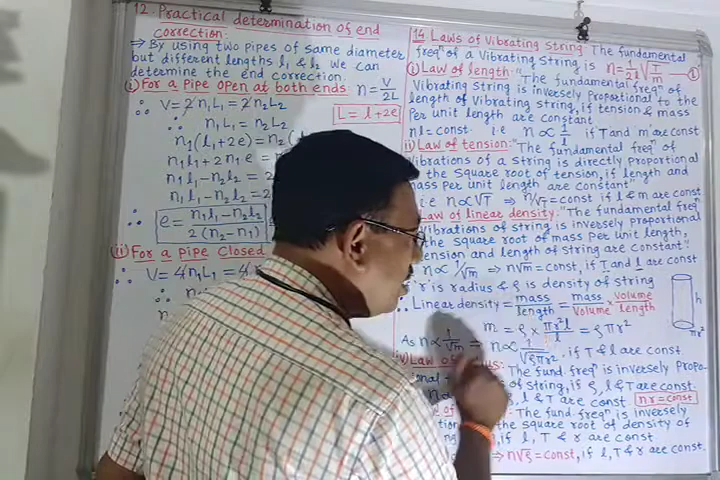 12 Practical determination of end
correction:
⇒ By using two pipes of same diameter
but different lengths l₁ & l₂ we can
determine the end correction.
(i) For a Pipe open at both ends n = V/2L
∴ V = 2n₁L₁ = 2n₂L₂
L = l+2e
∴ n₁L₁ = n₂L₂
n₁(l₁+2e) = n₂(
n₁l₁+2n₁e =
n₁l₁-n₂l₂ =
n₁l₁-n₂l₂ = 2
∴ e = (n₁l₁-n₂l₂)/(2(n₂-n₁))
(ii) For a Pipe Closed
∴ V = 4n₁L₁ = 4
∴
14 Laws of Vibrating String: The fundamental
freqⁿ of a Vibrating String is n = 1/2l √(T/m) —①
(i) Law of length: "The fundamental freqⁿ of
Vibrating String is inversely Proportional to the
length of Vibrating string, if tension & mass
Per unit length are constant"
nl = const. i.e n ∝ 1/l if T and m are const
ii) Law of tension: "The fundamental freqⁿ of
Vibrations of a string is directly proportional
the Square root of tension, if length and
mass Per unit length are constant"
i.e n∝√T ⇒ n/√T = const if l & m are const
Law of linear density: "The fundamental freqⁿ
Vibrations of string is inversely proportional
the square root of mass Per unit length,
tension and length of string are constant"
n ∝ 1/√m ⇒ n√m = const, if T and l are const
r is radius & ρ is density of string
∴ Linear density = mass/length = mass/volume × volume/length
m = ρ × πr²l/l = ρπr²
h
πr²
As n∝ 1/√m ⇒ n∝ 1/√ρπr² . if T & l are const
(iv) Law of : The fund freqⁿ is inversely Propo-
of string, if ρ, l & T are const.
l & T are const nr = const
: The fund freqⁿ is inversely
the square root of density of
if l, T & r are const
⇒ n√ρ = const, if l, T & r are const.